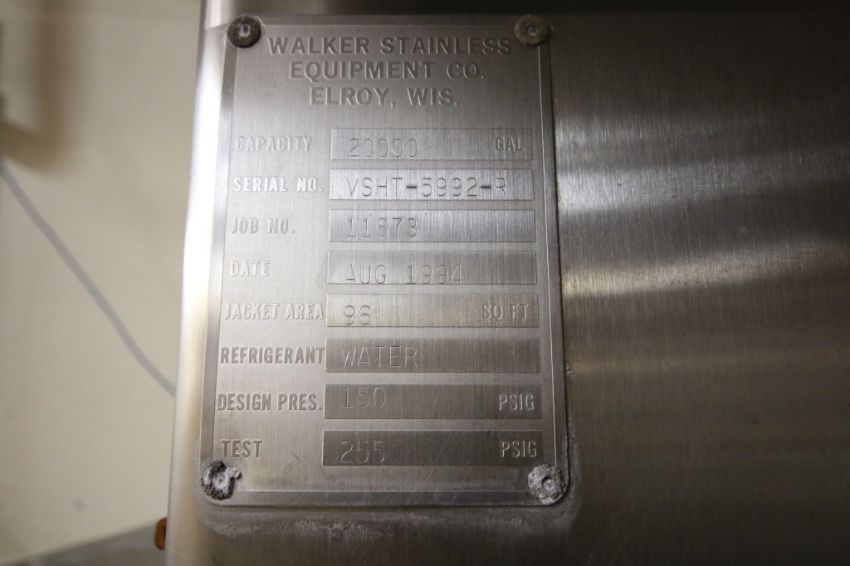 WALKER STAINLESS
EQUIPMENT CO.
ELROY, WIS.
CAPACITY 20000 GAL
SERIAL NO. VSHT-5992-R
JOB NO. 11673
DATE AUG 1994
JACKET AREA 96 SQ FT
REFRIGERANT WATER
DESIGN PRES. 150 PSIG
TEST 255 PSIG